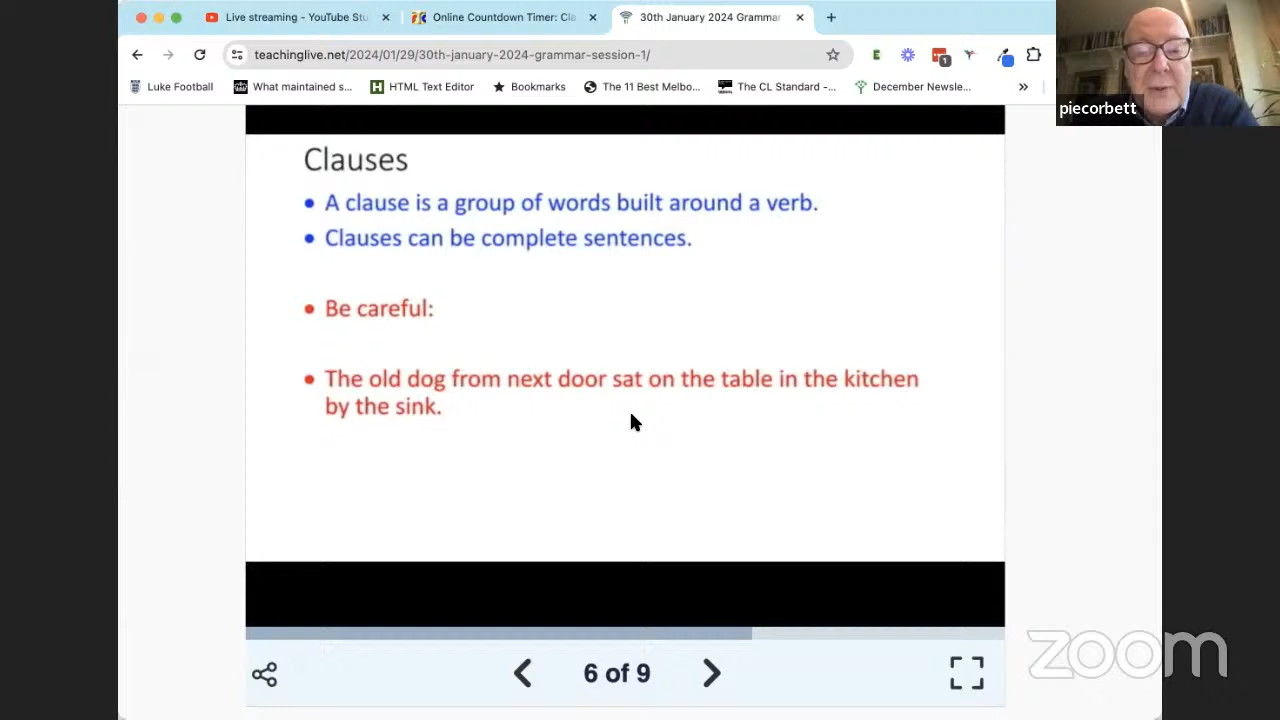 Live streaming - YouTube Stu
Online Countdown Timer: Cla
30th January 2024 Grammar
teachinglive.net/2024/01/29/30th-january-2024-grammar-session-1/
E
1
Luke Football
What maintained s...
H
HTML Text Editor
Bookmarks
The 11 Best Melbo...
The CL Standard -...
December Newsle...
»
piecorbett
Clauses
• A clause is a group of words built around a verb.
• Clauses can be complete sentences.
• Be careful:
• The old dog from next door sat on the table in the kitchen
by the sink.
6 of 9
zoom